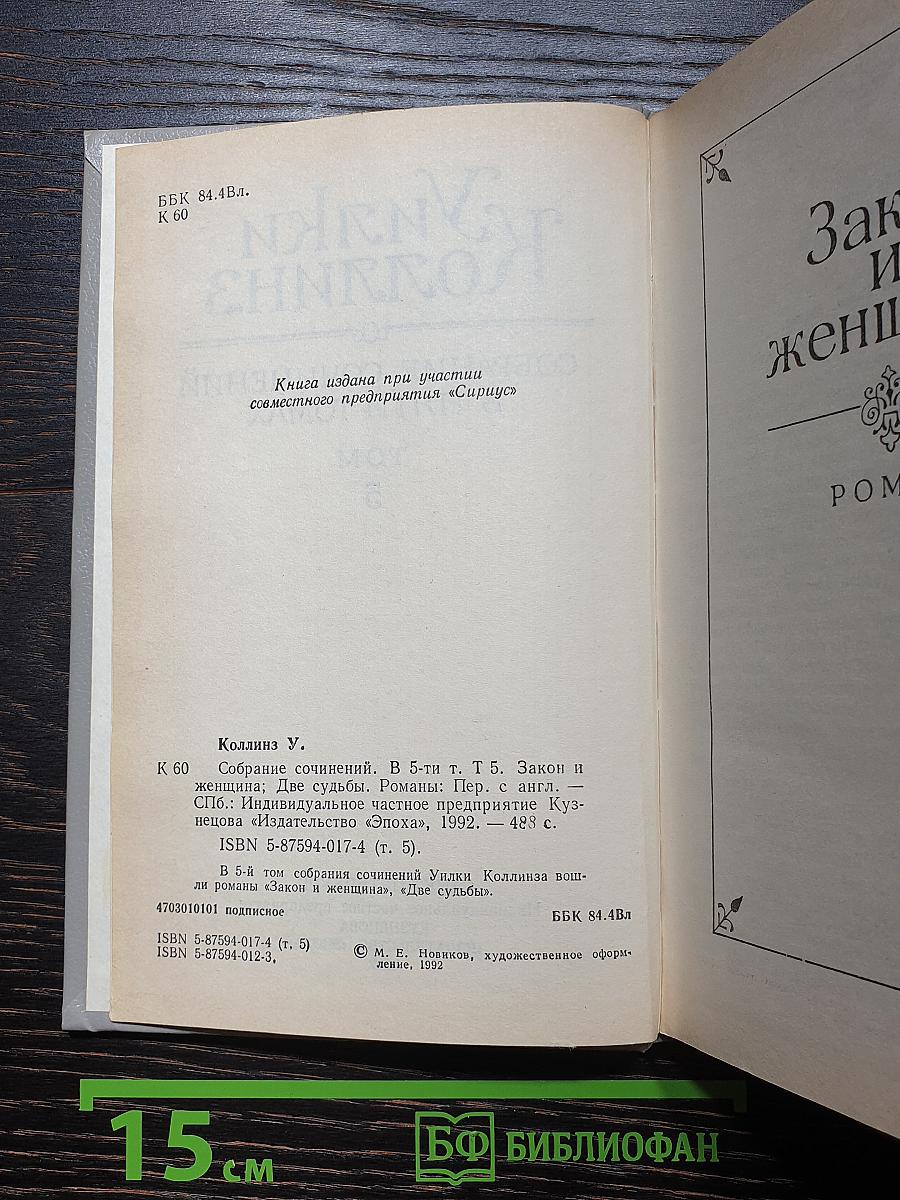 ББК 84.4Вл.
К 60
Книга издана при участии
совместного предприятия «Сириус»
Коллинз У.
К 60 Собрание сочинений. В 5-ти т. Т 5. Закон и
женщина; Две судьбы. Романы: Пер. с англ. —
СПб.: Индивидуальное частное предприятие Куз-
нецова «Издательство «Эпоха», 1992. — 488 с.
ISBN 5-87594-017-4 (т. 5).
В 5-й том собрания сочинений Уилки Коллинза вош-
ли романы «Закон и женщина», «Две судьбы».
4703010101 подписное
ББК 84.4Вл
ISBN 5-87594-017-4 (т. 5)
ISBN 5-87594-012-3,
© М. Е. Новиков, художественное оформ-
ление, 1992
Зак
и
женщ
РОМ
15 см
БФ БИБЛИОФАН